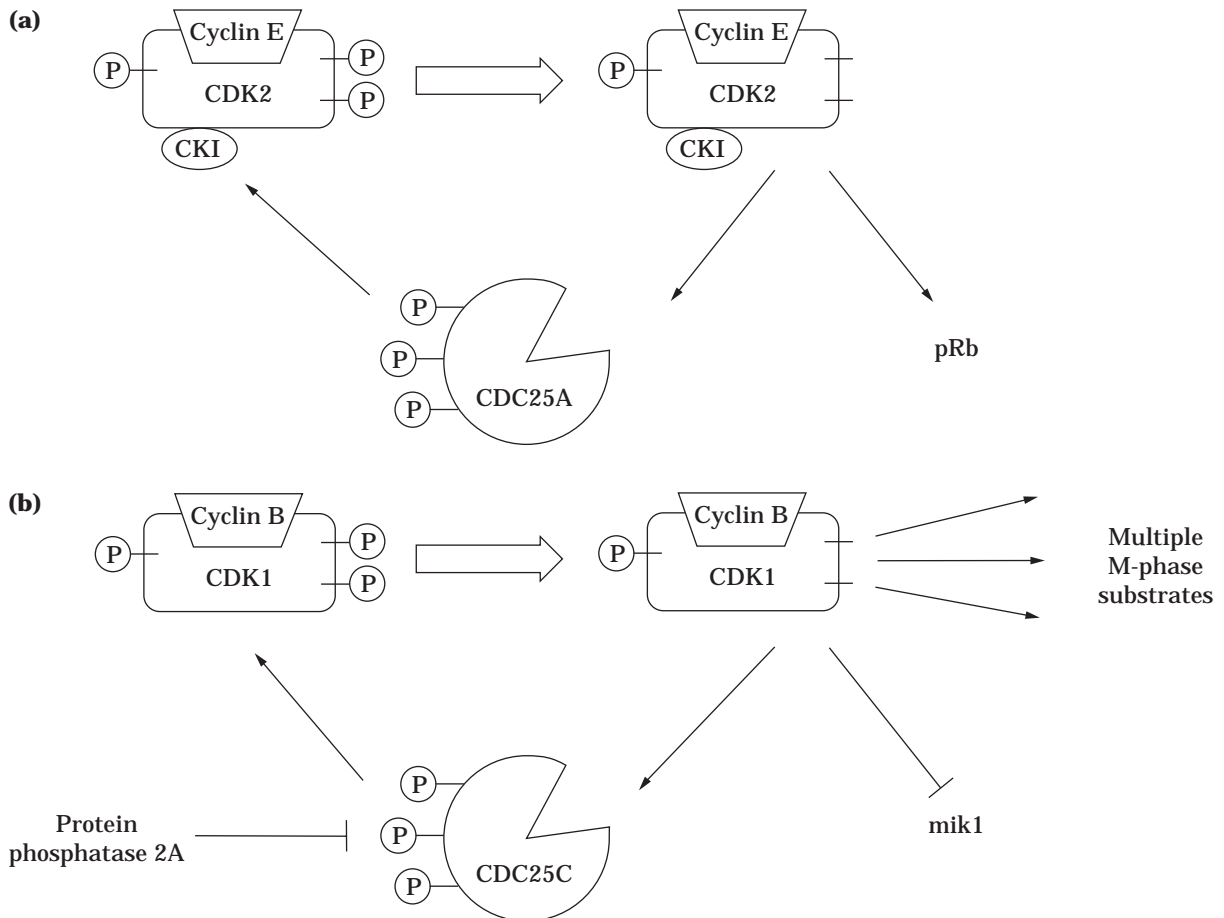 (a)
Cyclin E
P
P
CDK2
P
CKI
Cyclin E
P
CDK2
CKI
P
P
CDC25A
P
pRb
(b)
Cyclin B
P
P
CDK1
P
Cyclin B
P
CDK1
Multiple
M-phase
substrates
P
Protein
phosphatase 2A
P
CDC25C
P
mik1